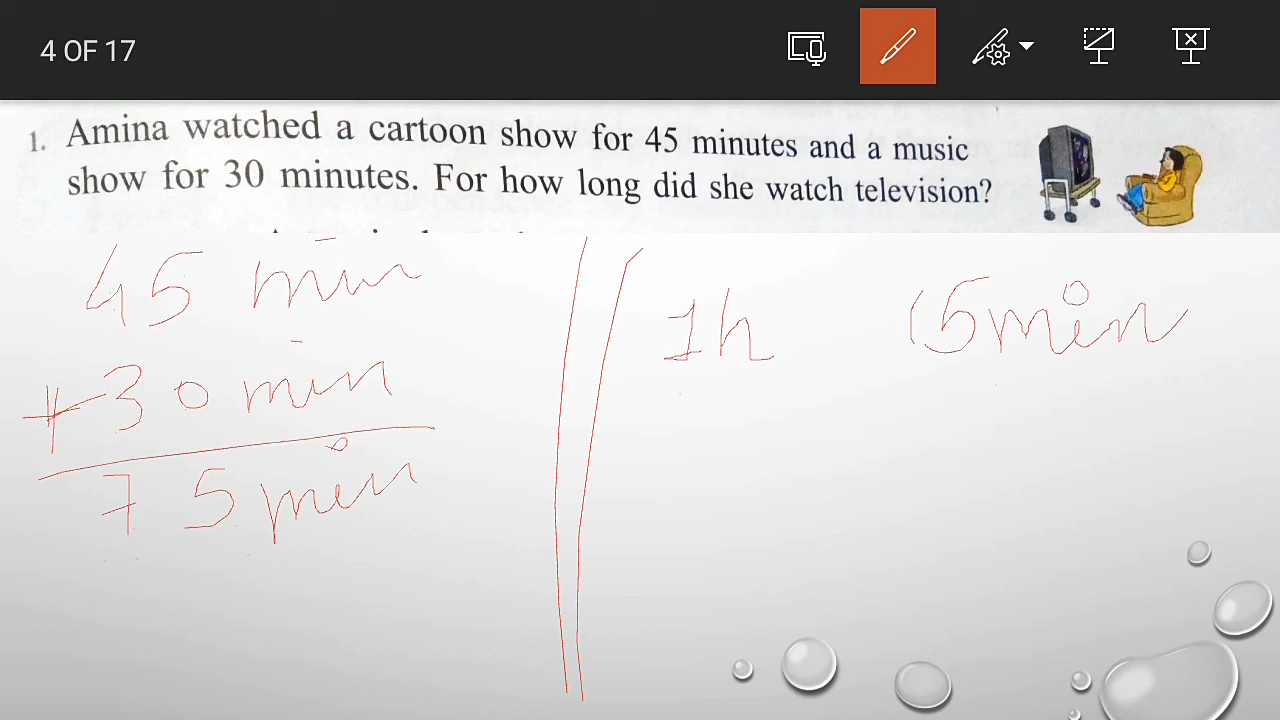 4 OF 17
1. Amina watched a cartoon show for 45 minutes and a music
show for 30 minutes. For how long did she watch television?
45 min
+30 min
75 min
1h 15min